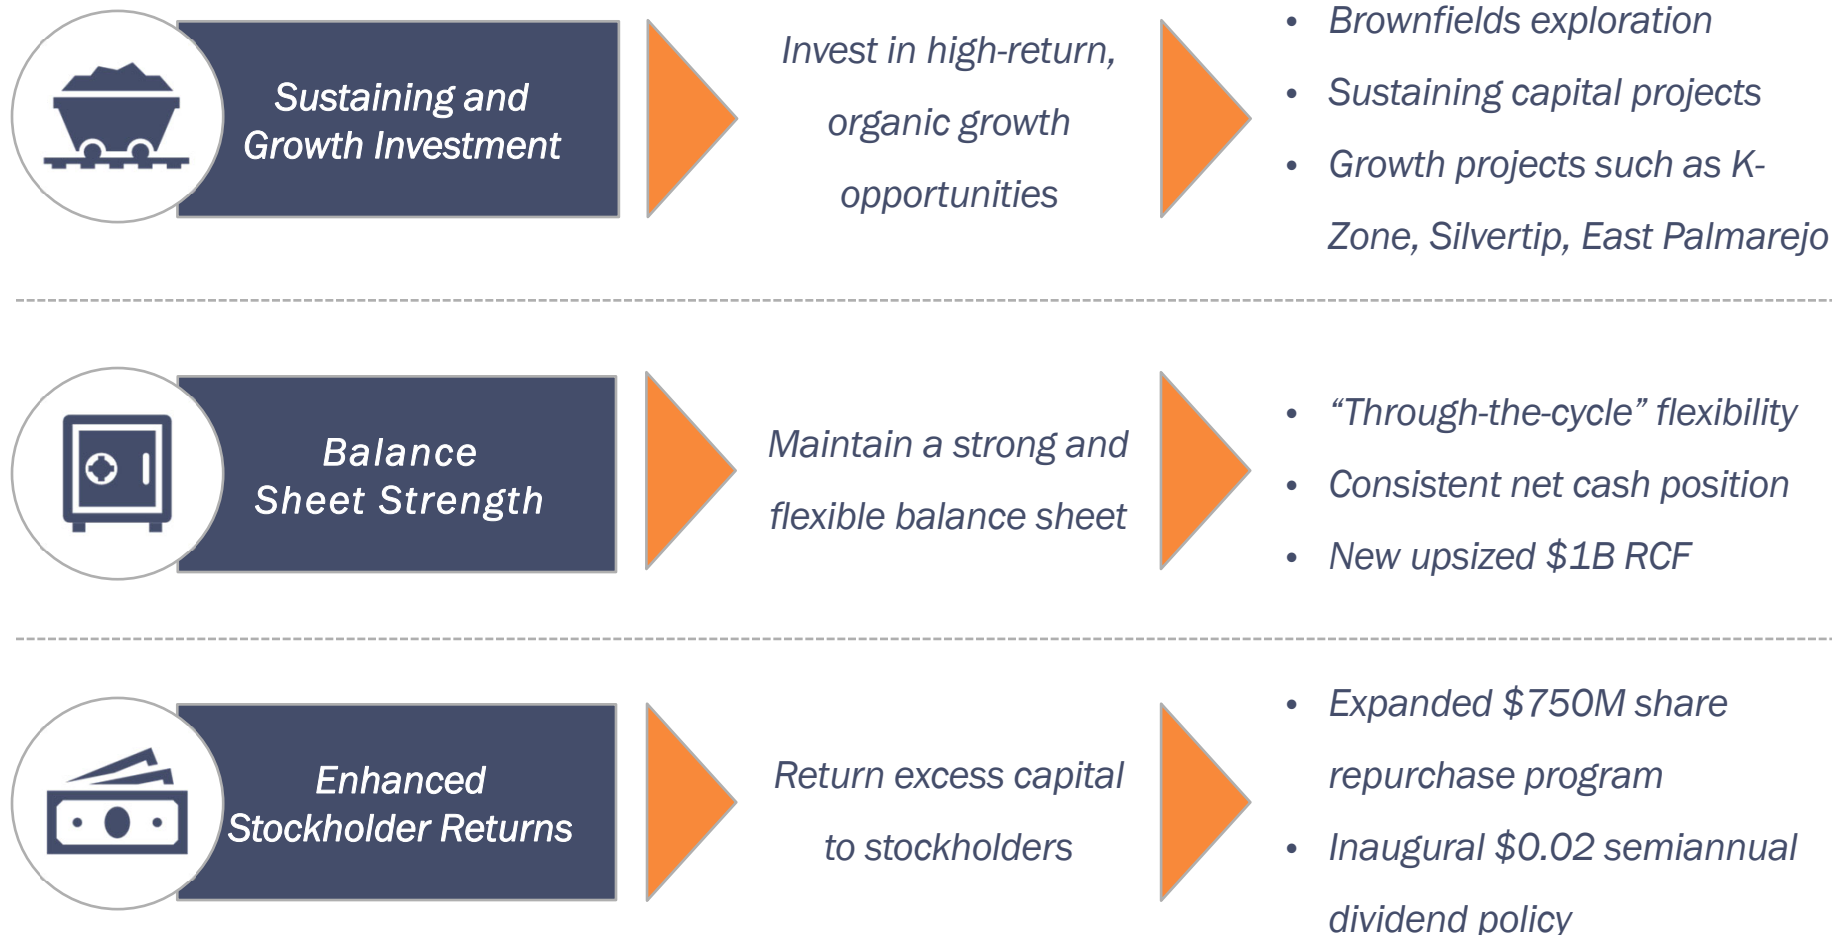 Sustaining and
Growth Investment
Invest in high-return,
organic growth
opportunities
• Brownfields exploration
• Sustaining capital projects
• Growth projects such as K-
Zone, Silvertip, East Palmarejo
Balance
Sheet Strength
Maintain a strong and
flexible balance sheet
• “Through-the-cycle” flexibility
• Consistent net cash position
• New upsized $1B RCF
Enhanced
Stockholder Returns
Return excess capital
to stockholders
• Expanded $750M share
repurchase program
• Inaugural $0.02 semiannual
dividend policy